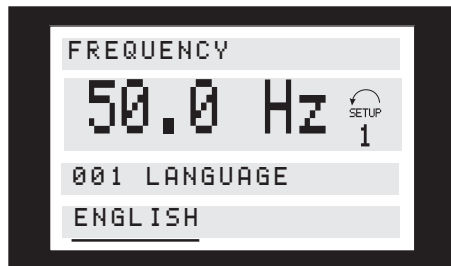 FREQUENCY
50.0 Hz
SETUP
1
001 LANGUAGE
ENGLISH